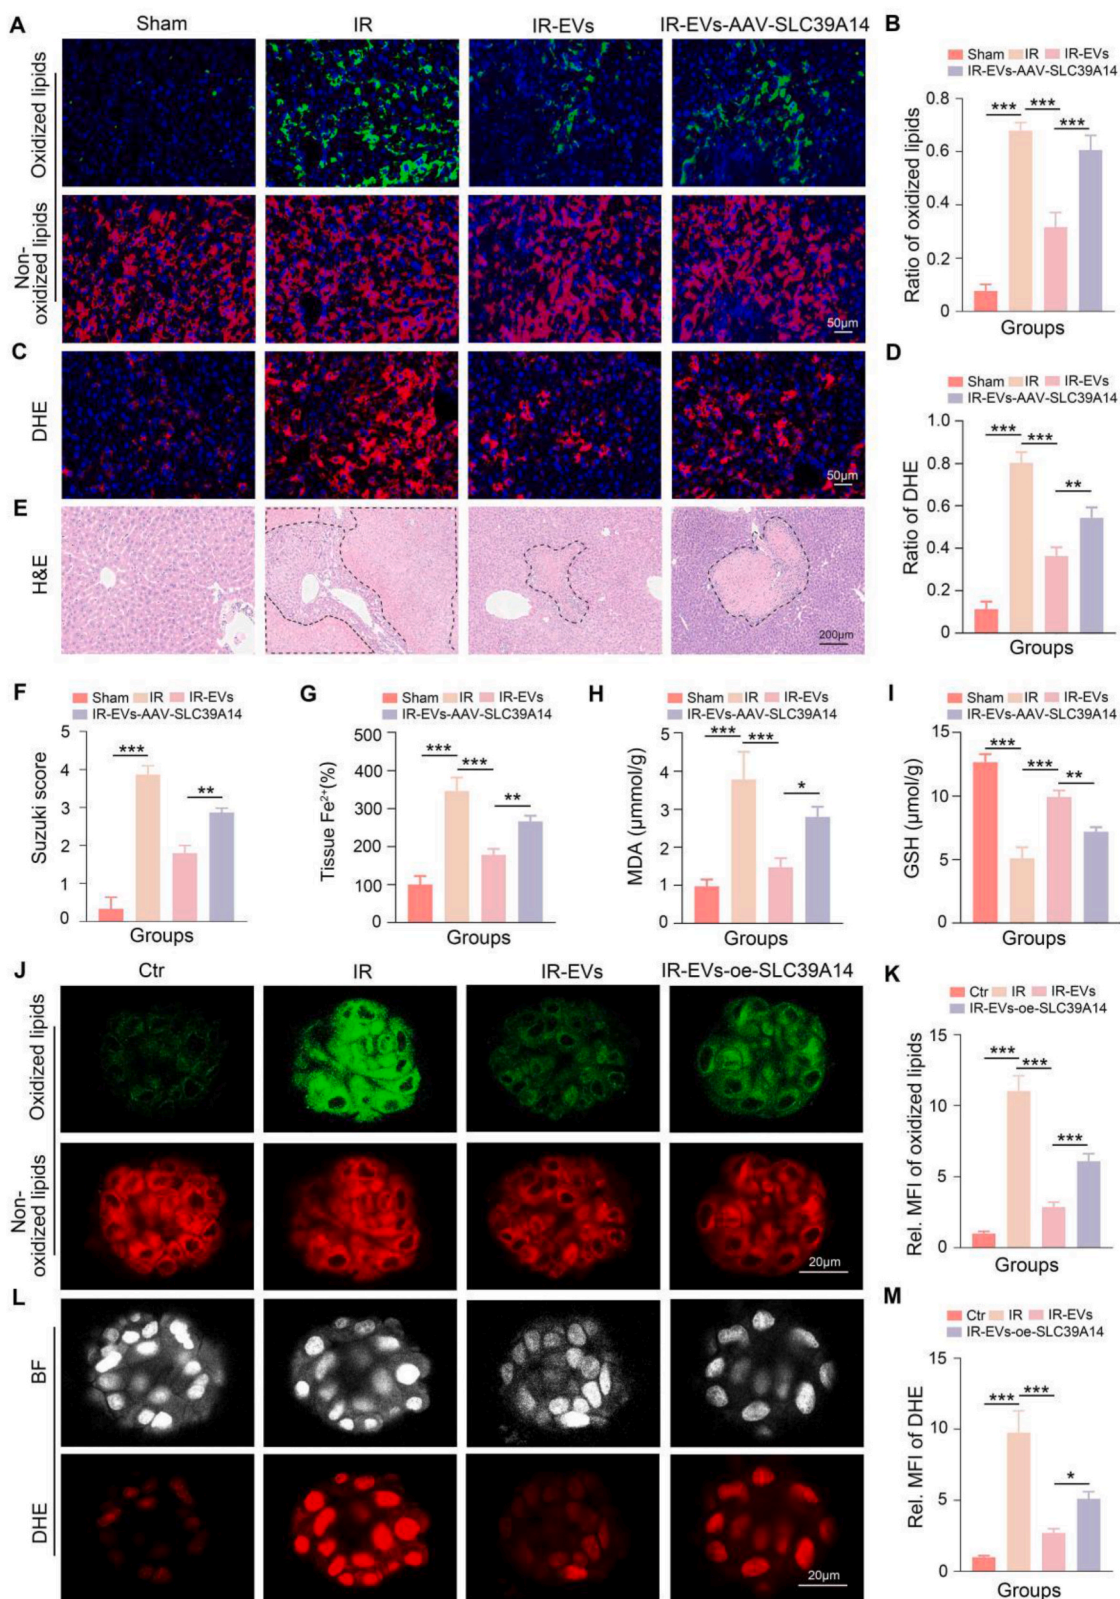 A
Sham
IR
IR-EVs
IR-EVs-AAV-SLC39A14
Oxidized lipids
Non-
oxidized lipids
50μm
B
Sham IR IR-EVs
IR-EVs-AAV-SLC39A14
Ratio of oxidized lipids
0.8
0.6
0.4
0.2
0
*** *** ***
Groups
C
DHE
50μm
D
Sham IR IR-EVs
IR-EVs-AAV-SLC39A14
Ratio of DHE
1.0
0.8
0.6
0.4
0.2
0
*** *** **
Groups
E
H&E
200μm
F
Sham IR IR-EVs
IR-EVs-AAV-SLC39A14
Suzuki score
5
4
3
2
1
0
*** **
Groups
G
Sham IR IR-EVs
IR-EVs-AAV-SLC39A14
Tissue Fe²⁺(%)
500
400
300
200
100
0
*** *** **
Groups
H
Sham IR IR-EVs
IR-EVs-AAV-SLC39A14
MDA (μmmol/g)
5
4
3
2
1
0
*** *** *
Groups
I
Sham IR IR-EVs
IR-EVs-AAV-SLC39A14
GSH (μmol/g)
15
10
5
0
*** *** **
Groups
J
Ctr
IR
IR-EVs
IR-EVs-oe-SLC39A14
Oxidized lipids
Non-
oxidized lipids
20μm
K
Ctr IR IR-EVs
IR-EVs-oe-SLC39A14
Rel. MFI of oxidized lipids
15
10
5
0
*** *** ***
Groups
L
BF
DHE
20μm
M
Ctr IR IR-EVs
IR-EVs-oe-SLC39A14
Rel. MFI of DHE
15
10
5
0
*** *** *
Groups